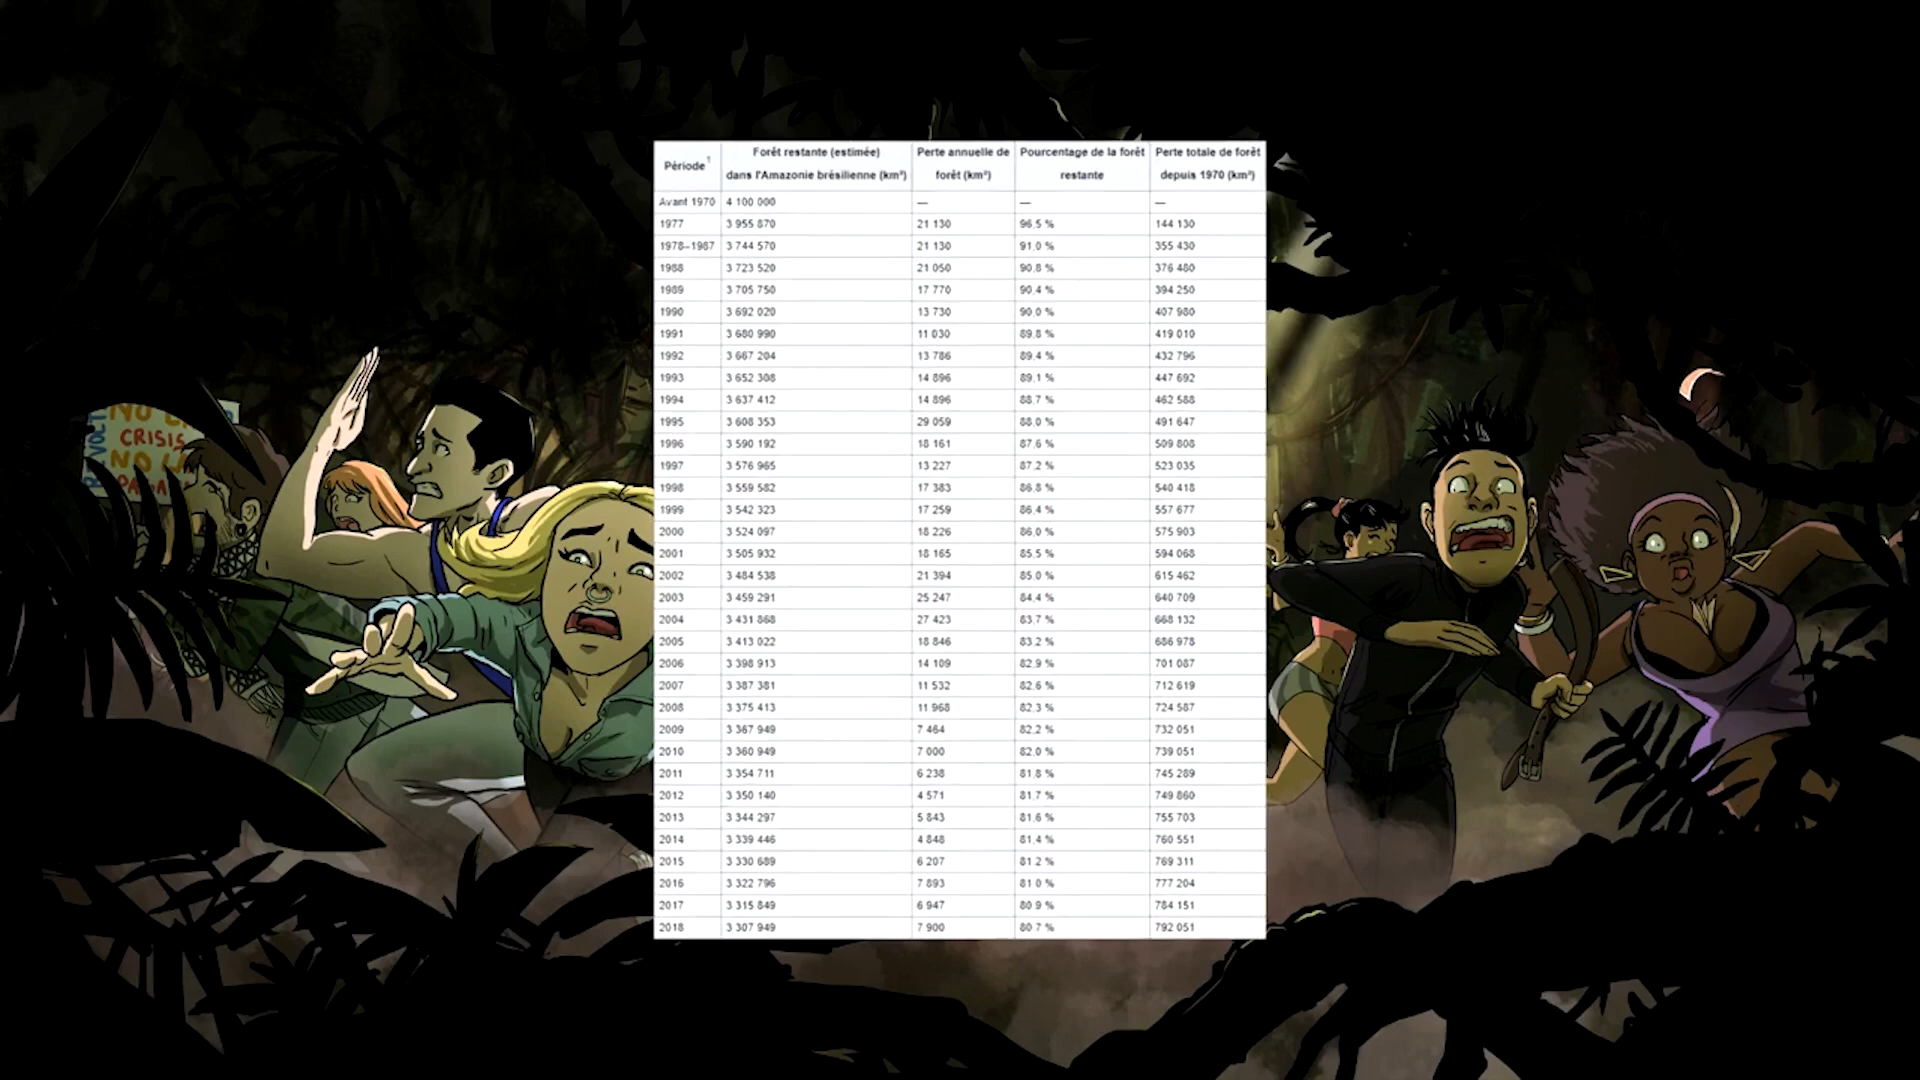 Période1 Forêt restante (estimée) dans l'Amazonie brésilienne (km²) Perte annuelle de forêt (km²) Pourcentage de la forêt restante Perte totale de forêt depuis 1970 (km²)
Avant 1970 4 100 000 — — —
1977 3 955 870 21 130 96.5 % 144 130
1978–1987 3 744 570 21 130 91.0 % 355 430
1988 3 723 520 21 050 90.8 % 376 480
1989 3 705 750 17 770 90.4 % 394 250
1990 3 692 020 13 730 90.0 % 407 980
1991 3 680 990 11 030 89.8 % 419 010
1992 3 667 204 13 786 89.4 % 432 796
1993 3 652 308 14 896 89.1 % 447 692
1994 3 637 412 14 896 88.7 % 462 588
1995 3 608 353 29 059 88.0 % 491 647
1996 3 590 192 18 161 87.6 % 509 808
1997 3 576 965 13 227 87.2 % 523 035
1998 3 559 582 17 383 86.8 % 540 418
1999 3 542 323 17 259 86.4 % 557 677
2000 3 524 097 18 226 86.0 % 575 903
2001 3 505 932 18 165 85.5 % 594 068
2002 3 484 538 21 394 85.0 % 615 462
2003 3 459 291 25 247 84.4 % 640 709
2004 3 431 868 27 423 83.7 % 668 132
2005 3 413 022 18 846 83.2 % 686 978
2006 3 398 913 14 109 82.9 % 701 087
2007 3 387 381 11 532 82.6 % 712 619
2008 3 375 413 11 968 82.3 % 724 587
2009 3 367 949 7 464 82.2 % 732 051
2010 3 360 949 7 000 82.0 % 739 051
2011 3 354 711 6 238 81.8 % 745 289
2012 3 350 140 4 571 81.7 % 749 860
2013 3 344 297 5 843 81.6 % 755 703
2014 3 339 446 4 848 81.4 % 760 551
2015 3 330 689 6 207 81.2 % 769 311
2016 3 322 796 7 893 81.0 % 777 204
2017 3 315 849 6 947 80.9 % 784 151
2018 3 307 949 7 900 80.7 % 792 051
NO
CRISIS
NO